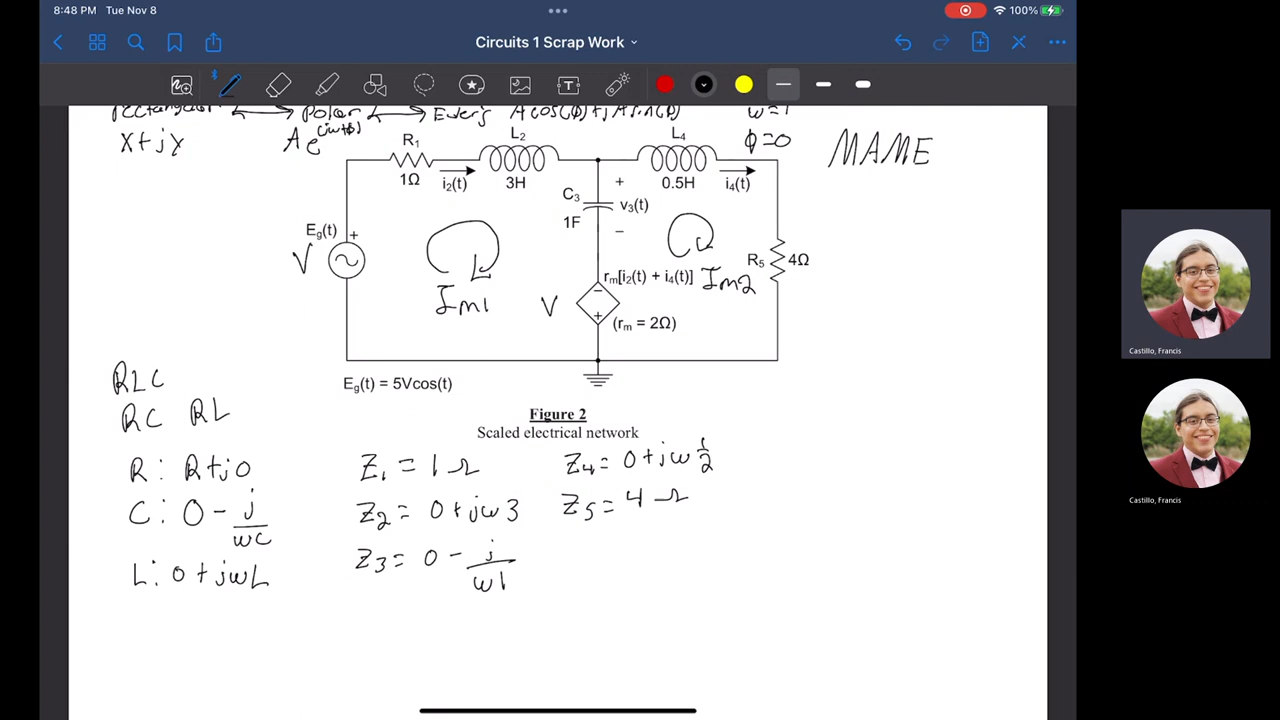 8:48 PM Tue Nov 8
100%
Circuits 1 Scrap Work
Polar
A cos(φ)+jA sin(φ)
ω=1
x+jy
φ=0
MAME
R1
L2
L4
1Ω
i2(t)
3H
C3
+
0.5H
i4(t)
1F
v3(t)
−
Eg(t)
+
V
R5
4Ω
Im1
rm[i2(t) + i4(t)]
Im2
V
−
+
(rm = 2Ω)
Eg(t) = 5Vcos(t)
RLC
RC RL
Figure 2
Scaled electrical network
R: R+j0
Z1 = 1Ω
Z4 = 0+jω 1/2
C: 0 - j/ωC
Z2 = 0+jω3
Z5 = 4Ω
L: 0+jωL
Z3 = 0 - j/ω1
Castillo, Francis
Castillo, Francis